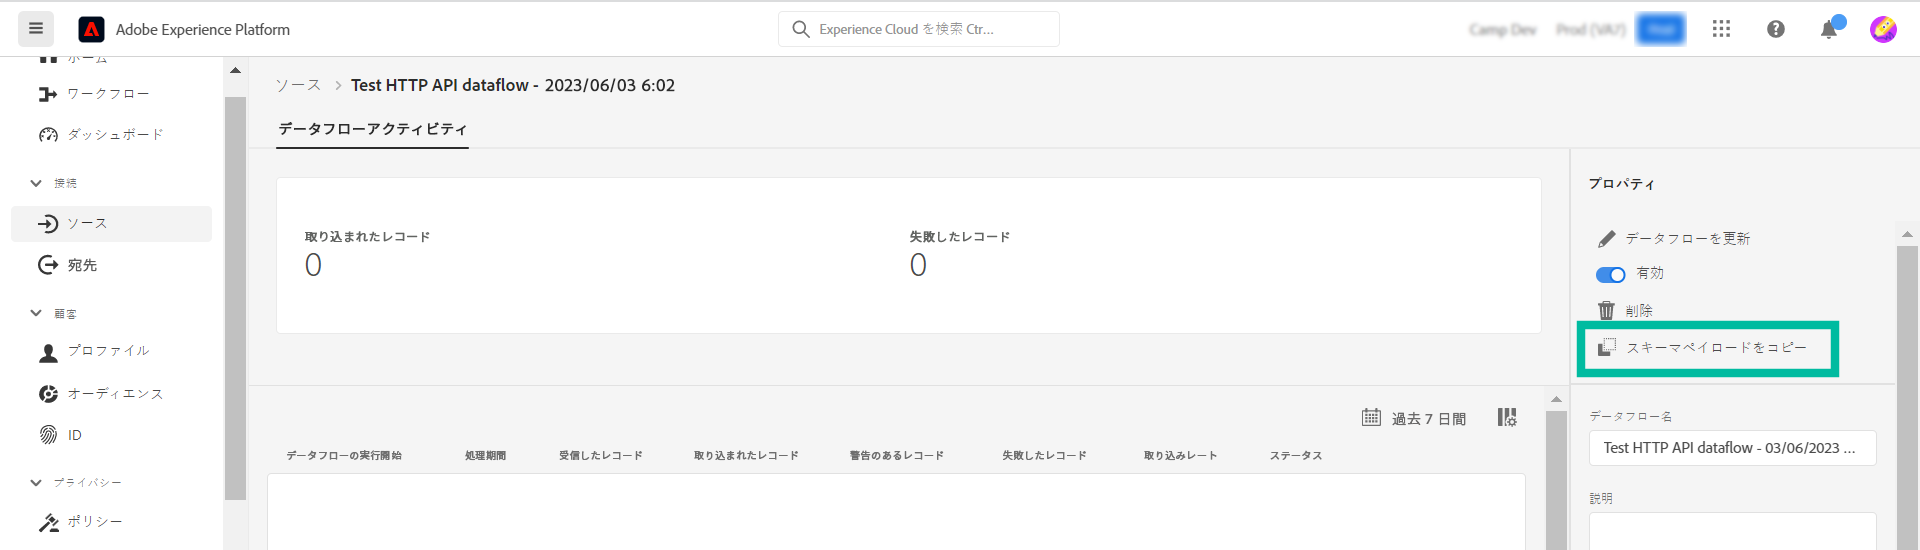 Adobe Experience Platform
Experience Cloud を検索 Ctr...
Camp Dev
Prod (VA7)
ホーム
ワークフロー
ダッシュボード
接続
ソース
宛先
顧客
プロファイル
オーディエンス
ID
プライバシー
ポリシー
ソース > Test HTTP API dataflow - 2023/06/03 6:02
データフローアクティビティ
取り込まれたレコード
0
失敗したレコード
0
過去 7 日間
データフローの実行開始 処理期間 受信したレコード 取り込まれたレコード 警告のあるレコード 失敗したレコード 取り込みレート ステータス
プロパティ
データフローを更新
有効
削除
スキーマペイロードをコピー
データフロー名
Test HTTP API dataflow - 03/06/2023 ...
説明